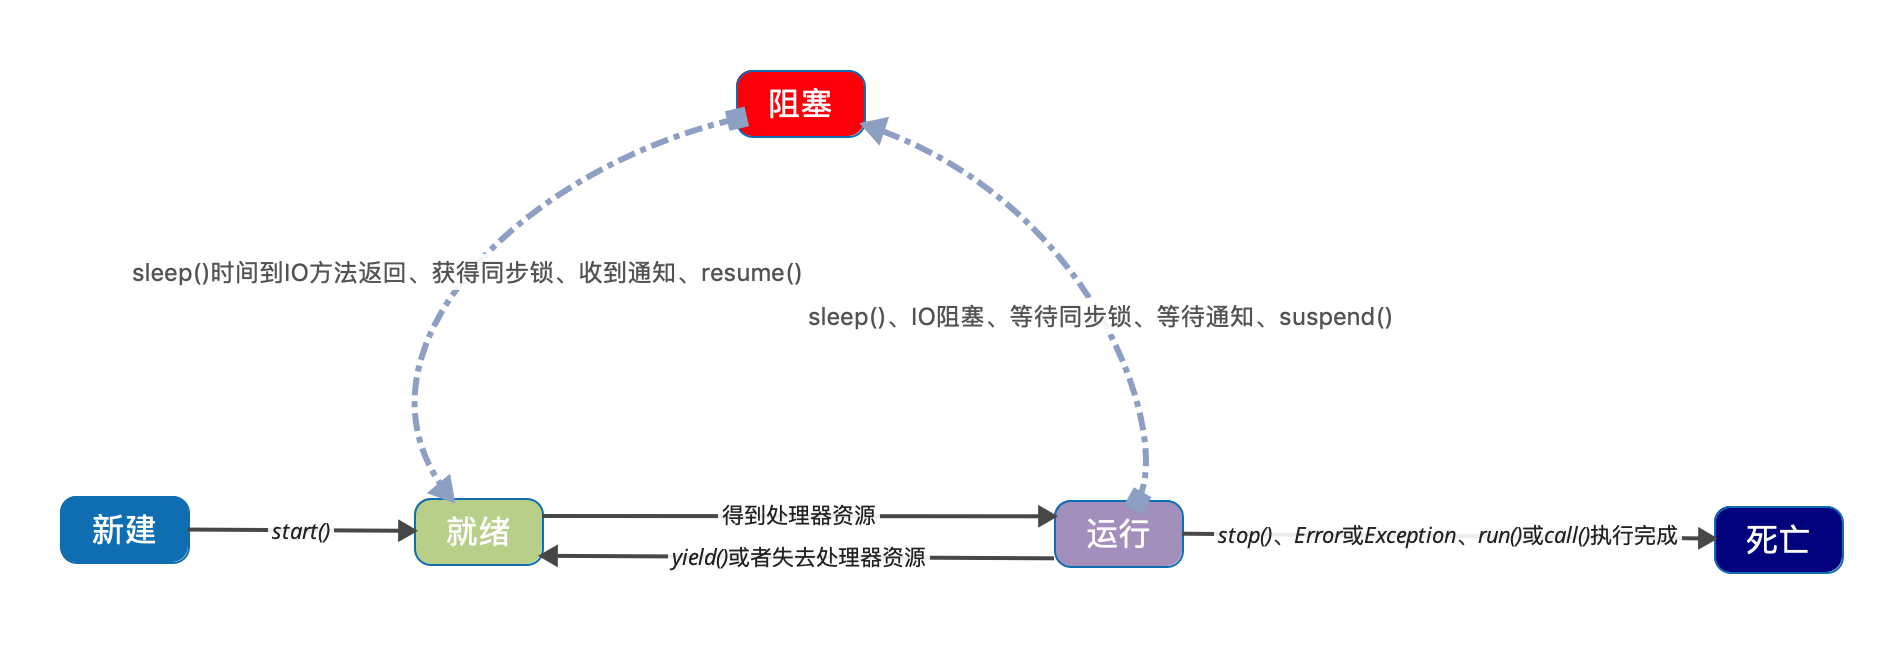 阻塞
sleep()时间到IO方法返回、获得同步锁、收到通知、resume()
sleep()、IO阻塞、等待同步锁、等待通知、suspend()
新建
start()
就绪
得到处理器资源
yield()或者失去处理器资源
运行
stop()、Error或Exception、run()或call()执行完成
死亡